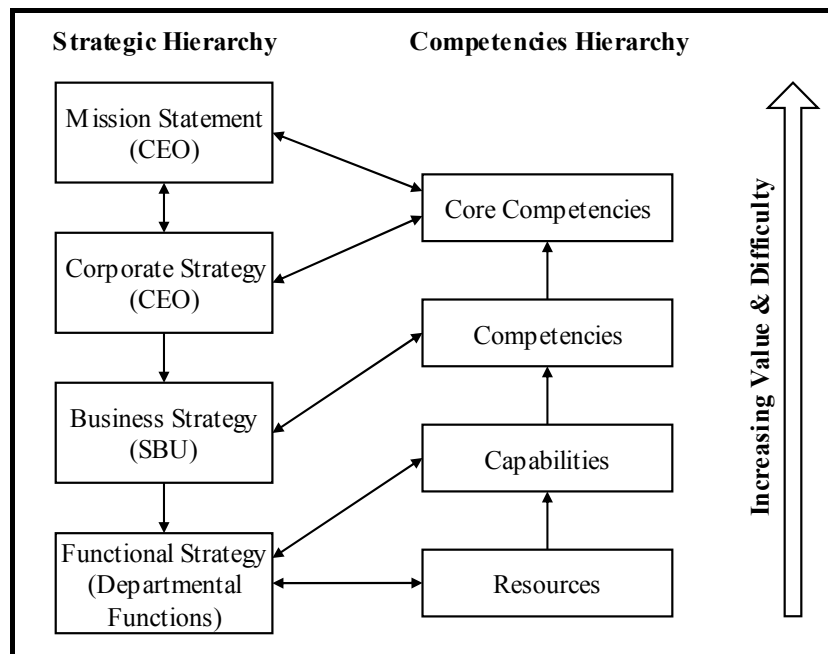 Strategic Hierarchy
Competencies Hierarchy
Mission Statement
(CEO)
Corporate Strategy
(CEO)
Business Strategy
(SBU)
Functional Strategy
(Departmental
Functions)
Core Competencies
Competencies
Capabilities
Resources
Increasing Value & Difficulty